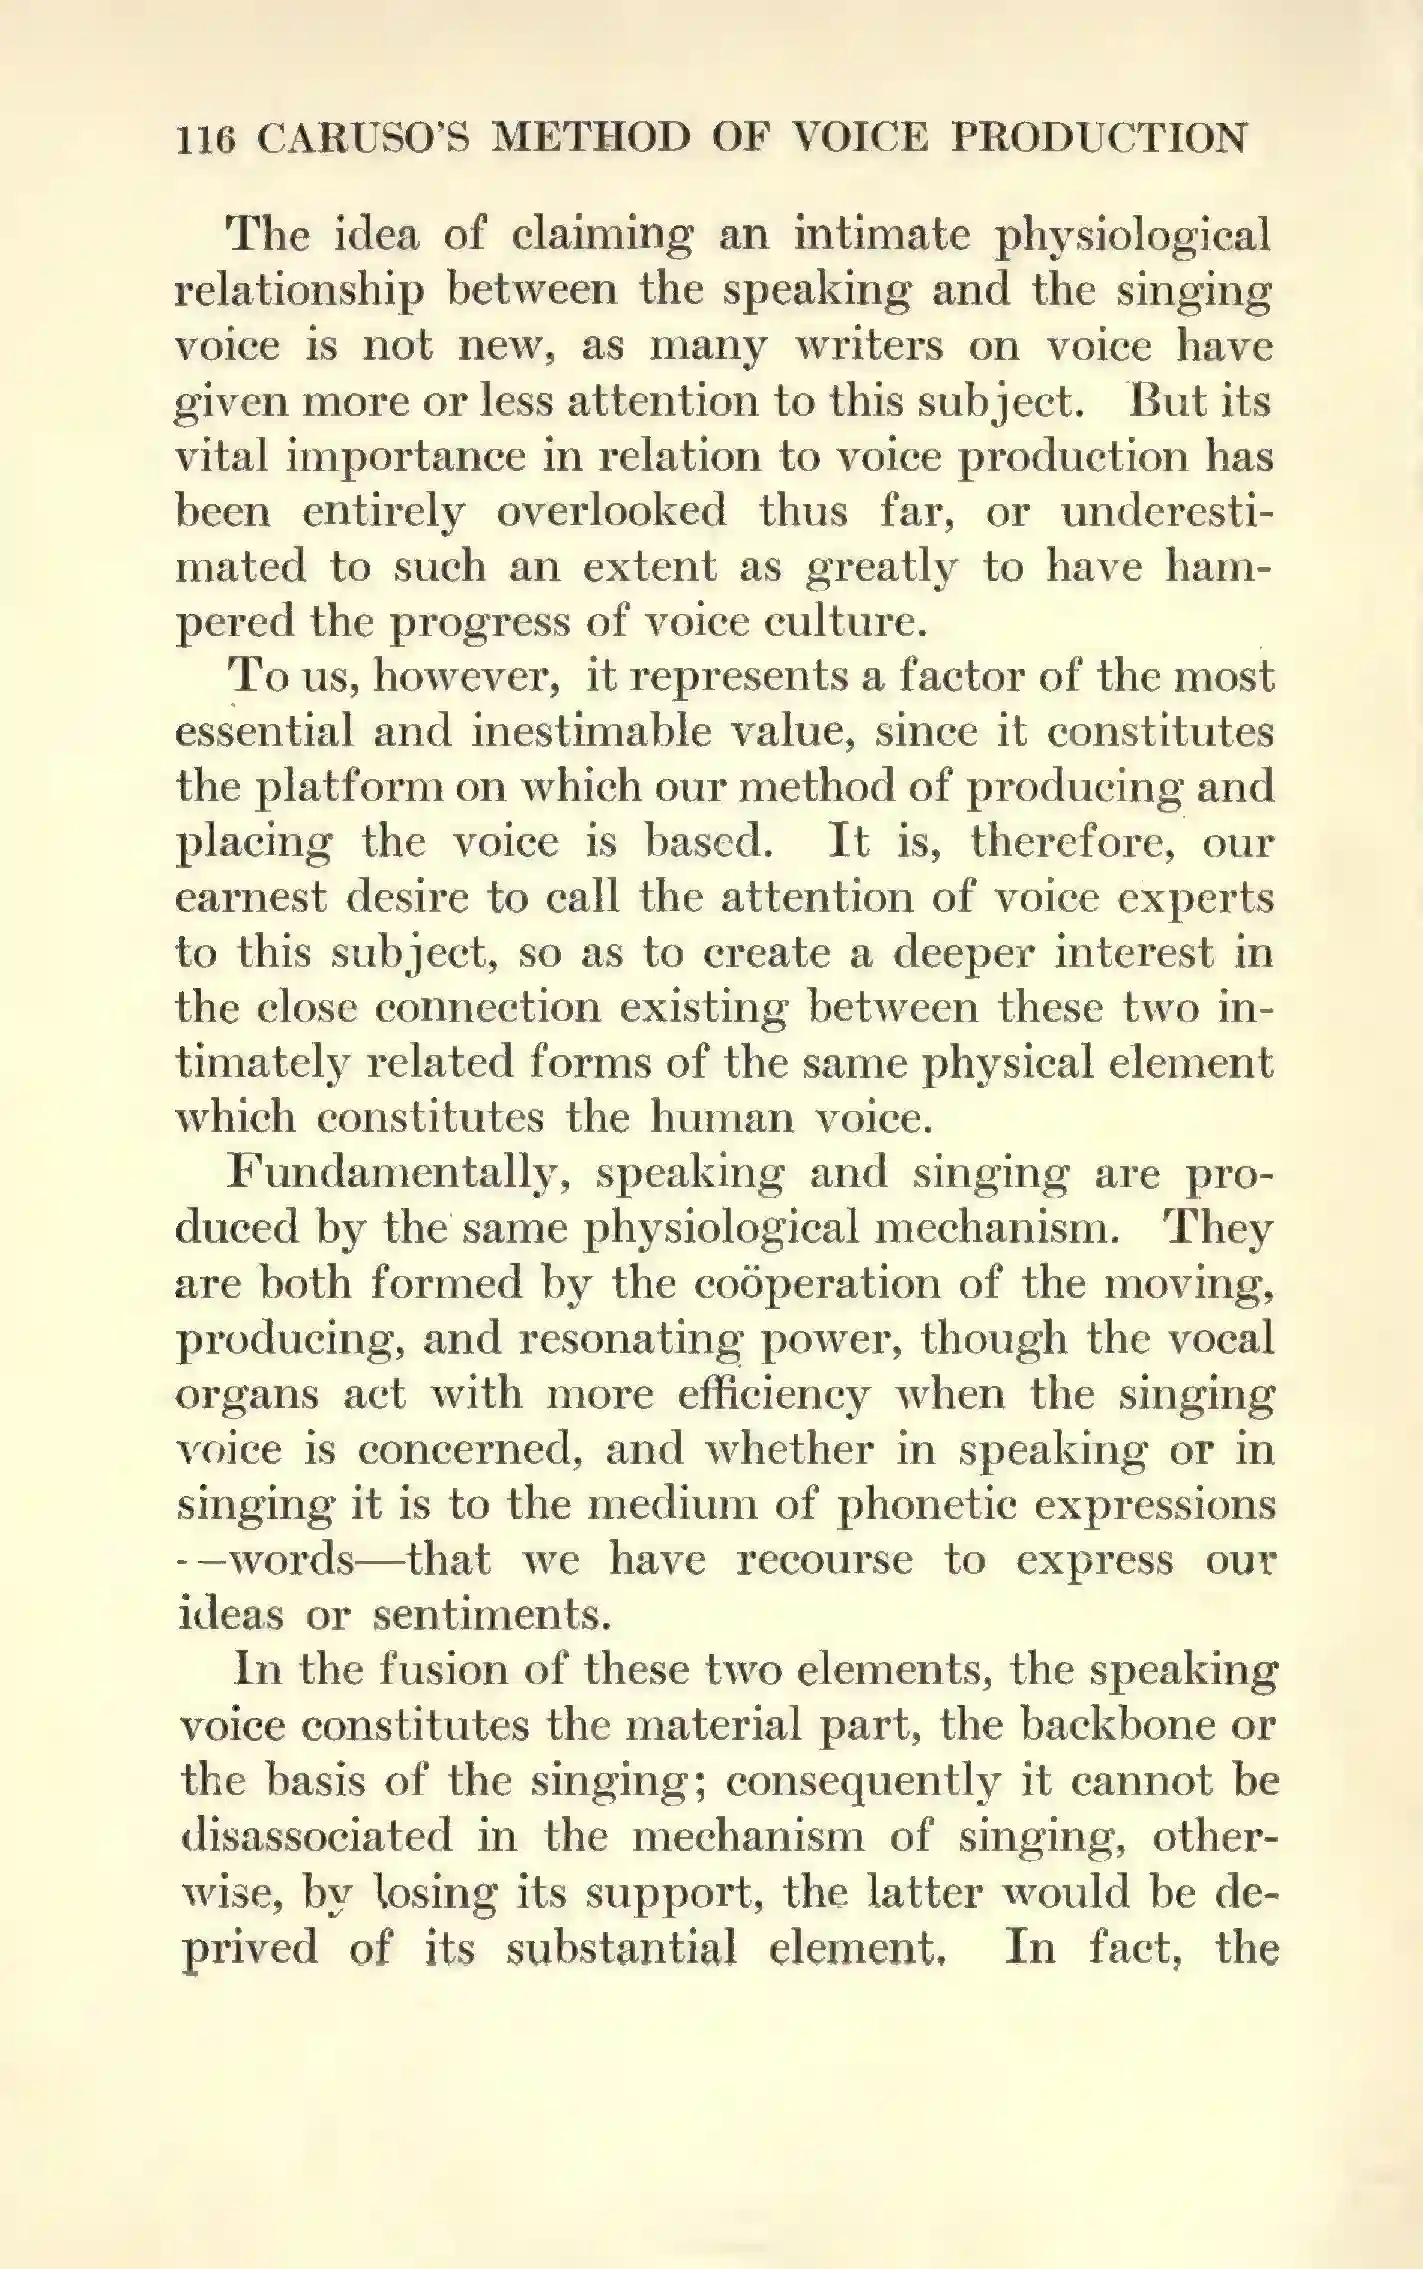 116 CARUSO'S METHOD OF VOICE PRODUCTION
The idea of claiming an intimate physiological
relationship between the speaking and the singing
voice is not new, as many writers on voice have
given more or less attention to this subject. But its
vital importance in relation to voice production has
been entirely overlooked thus far, or underesti-
mated to such an extent as greatly to have ham-
pered the progress of voice culture.
To us, however, it represents a factor of the most
essential and inestimable value, since it constitutes
the platform on which our method of producing and
placing the voice is based. It is, therefore, our
earnest desire to call the attention of voice experts
to this subject, so as to create a deeper interest in
the close connection existing between these two in-
timately related forms of the same physical element
which constitutes the human voice.
Fundamentally, speaking and singing are pro-
duced by the same physiological mechanism. They
are both formed by the coöperation of the moving,
producing, and resonating power, though the vocal
organs act with more efficiency when the singing
voice is concerned, and whether in speaking or in
singing it is to the medium of phonetic expressions
—words—that we have recourse to express our
ideas or sentiments.
In the fusion of these two elements, the speaking
voice constitutes the material part, the backbone or
the basis of the singing; consequently it cannot be
disassociated in the mechanism of singing, other-
wise, by losing its support, the latter would be de-
prived of its substantial element. In fact, the